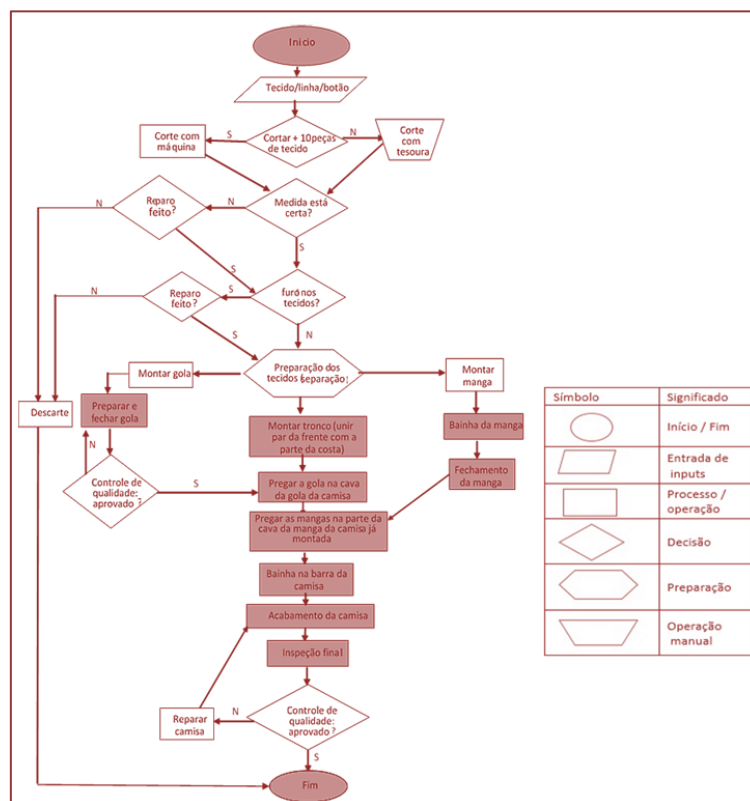 Início
Tecido/linha/botão
Corte com
máquina
S
Cortar + 10 peças
de tecido
N
Corte
com
tesoura
N
Reparo
feito?
N
Medida está
certa?
S
S
N
Reparo
feito?
S
furo nos
tecidos?
S
N
Montar gola
Preparação dos
tecidos (separação)
Montar
manga
Descarte
Preparar e
fechar gola
Montar tronco (unir
par da frente com a
parte da costa)
Bainha da manga
N
Controle de
qualidade:
aprovado ?
S
Pregar a gola na cava
da gola da camisa
Fechamento
da manga
Pregar as mangas na parte da
cava da manga da camisa já
montada
Bainha na barra da
camisa
Acabamento da camisa
Inspeção final
Reparar
camisa
N
Controle de
qualidade:
aprovado ?
S
Fim
Símbolo Significado
Início / Fim
Entrada de
inputs
Processo /
operação
Decisão
Preparação
Operação
manual